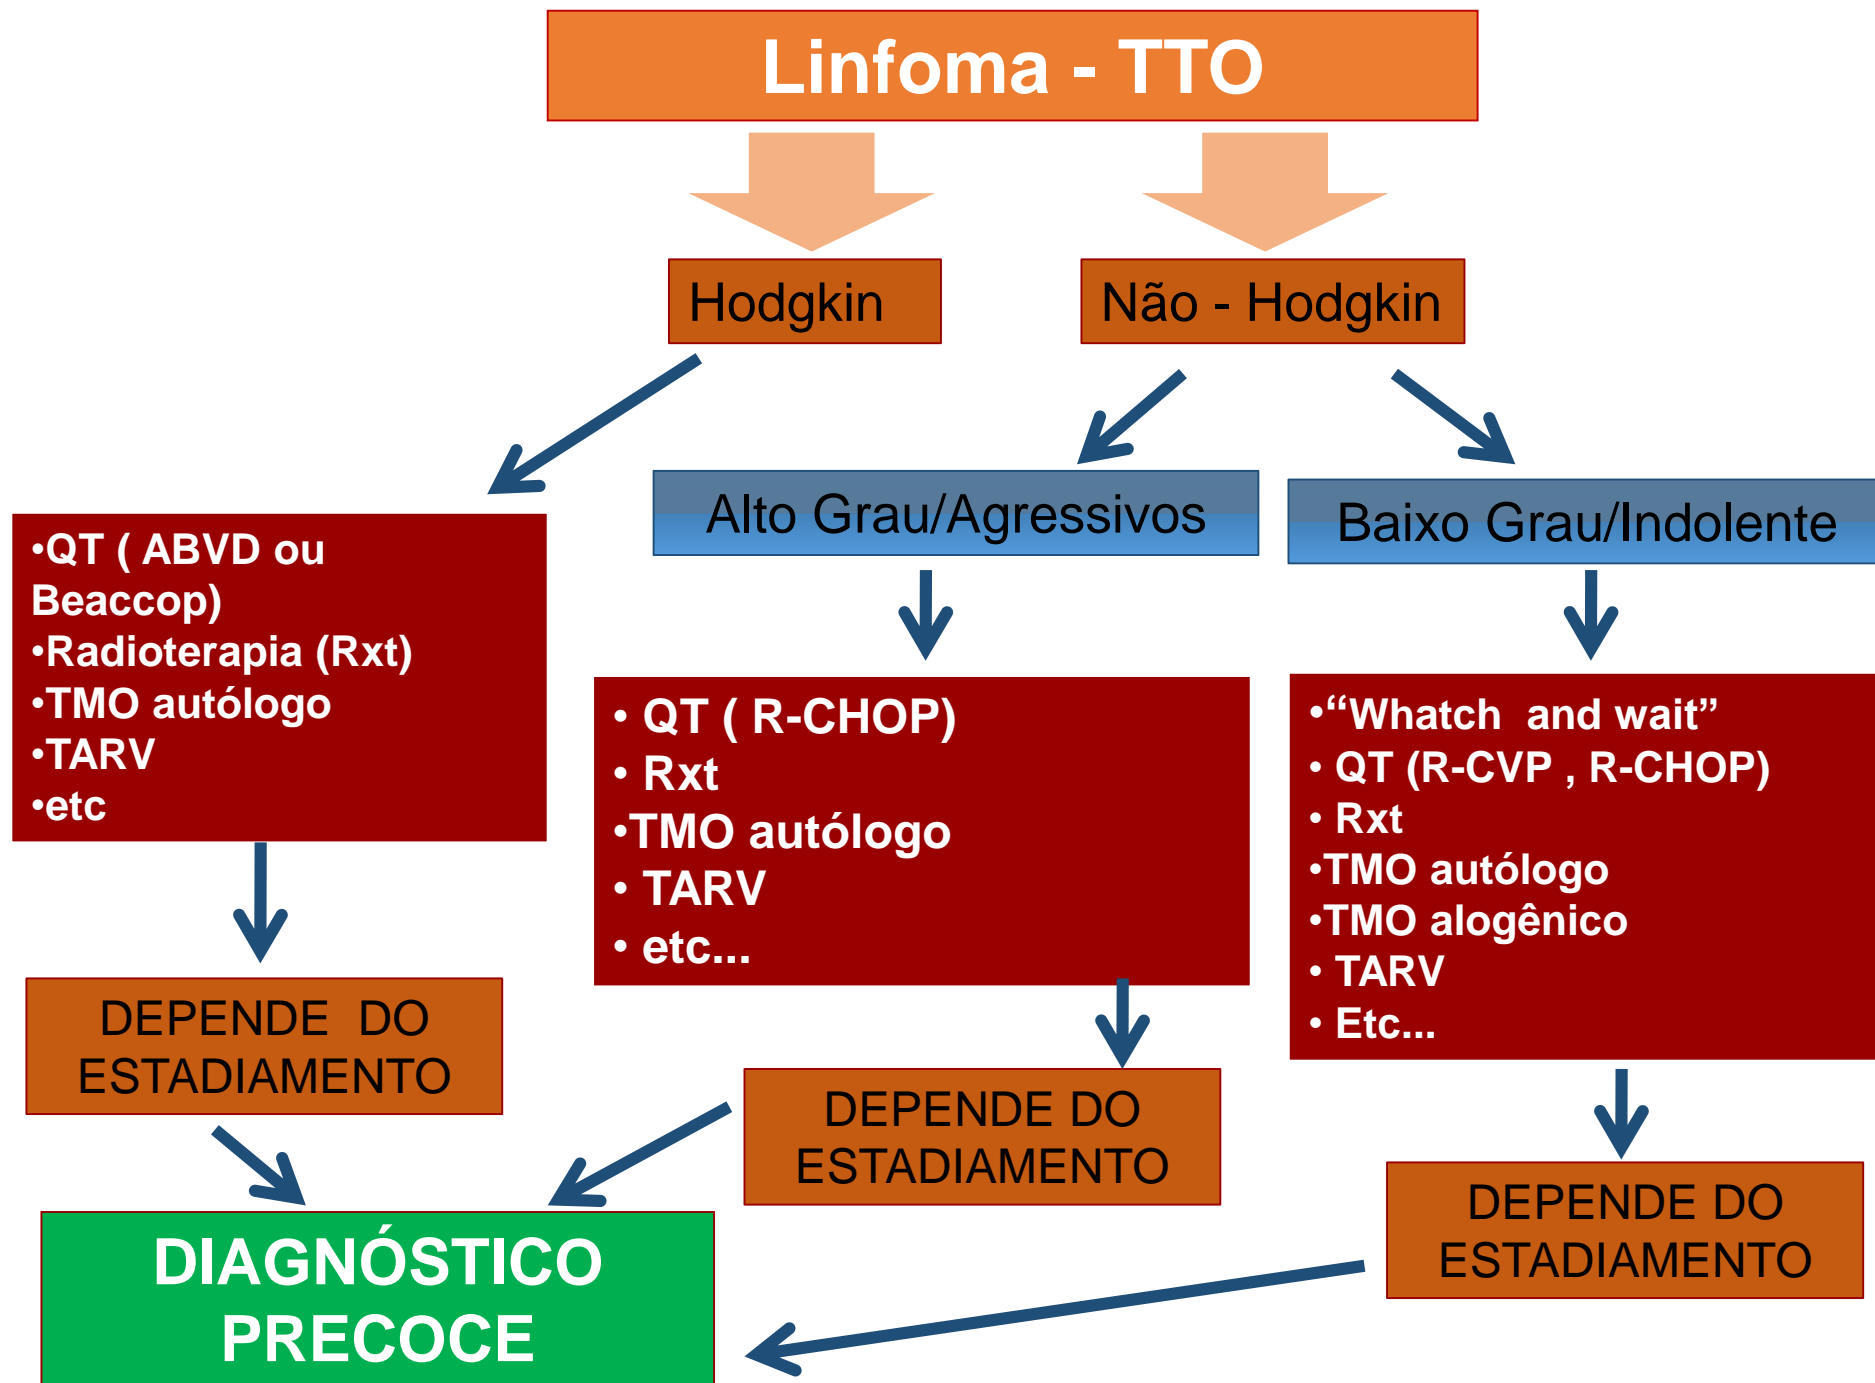 Linfoma - TTO
Hodgkin
Não - Hodgkin
Alto Grau/Agressivos
Baixo Grau/Indolente
•QT ( ABVD ou
Beaccop)
•Radioterapia (Rxt)
•TMO autólogo
•TARV
•etc
• QT ( R-CHOP)
• Rxt
•TMO autólogo
• TARV
• etc...
•“Whatch and wait”
• QT (R-CVP , R-CHOP)
• Rxt
•TMO autólogo
•TMO alogênico
• TARV
• Etc...
DEPENDE DO
ESTADIAMENTO
DEPENDE DO
ESTADIAMENTO
DEPENDE DO
ESTADIAMENTO
DIAGNÓSTICO
PRECOCE